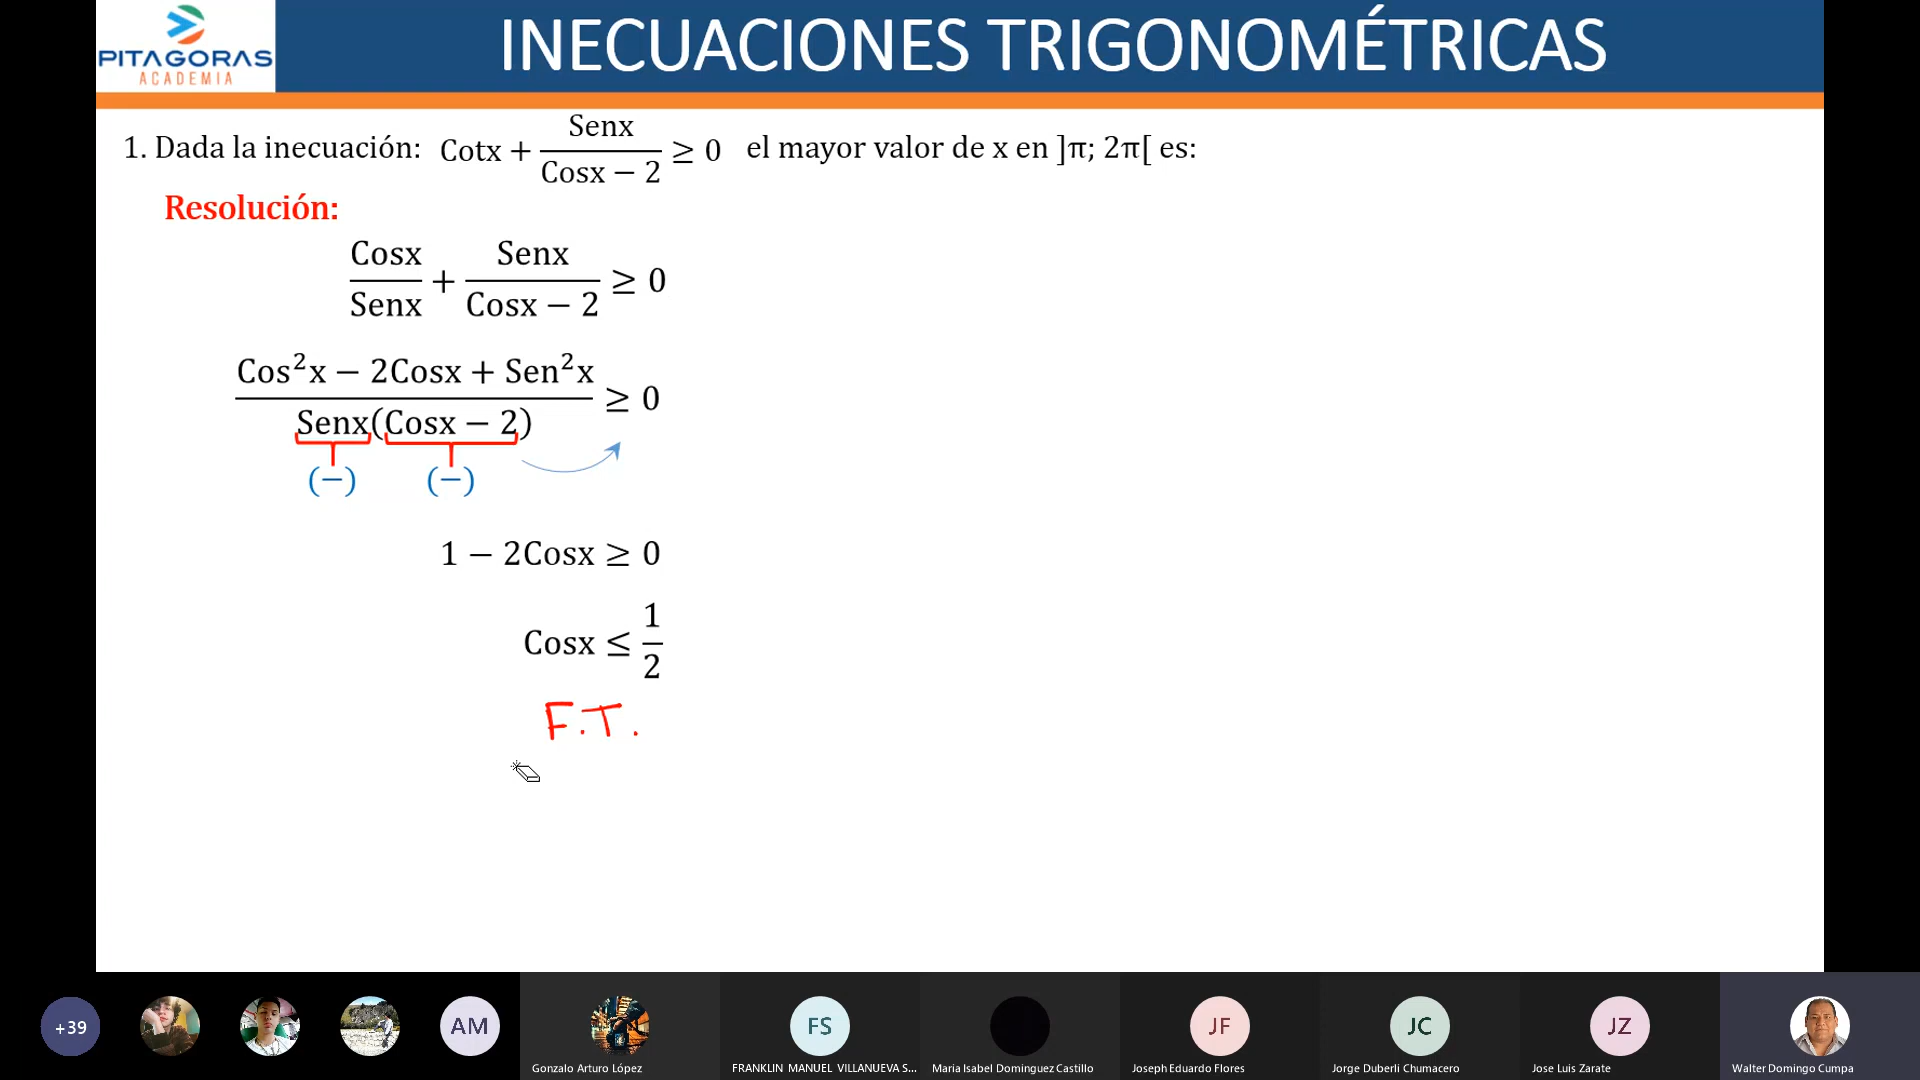 PITAGORAS
ACADEMIA
INECUACIONES TRIGONOMÉTRICAS
1. Dada la inecuación: Cotx + Senx / (Cosx − 2) ≥ 0 el mayor valor de x en ]π; 2π[ es:
Resolución:
Cosx / Senx + Senx / (Cosx − 2) ≥ 0
(Cos²x − 2Cosx + Sen²x) / (Senx(Cosx − 2)) ≥ 0
(−) (−)
1 − 2Cosx ≥ 0
Cosx ≤ 1/2
F.T.
+39
AM
FS
JF
JC
JZ
Gonzalo Arturo López
FRANKLIN MANUEL VILLANUEVA S...
Maria Isabel Dominguez Castillo
Joseph Eduardo Flores
Jorge Duberli Chumacero
Jose Luis Zarate
Walter Domingo Cumpa